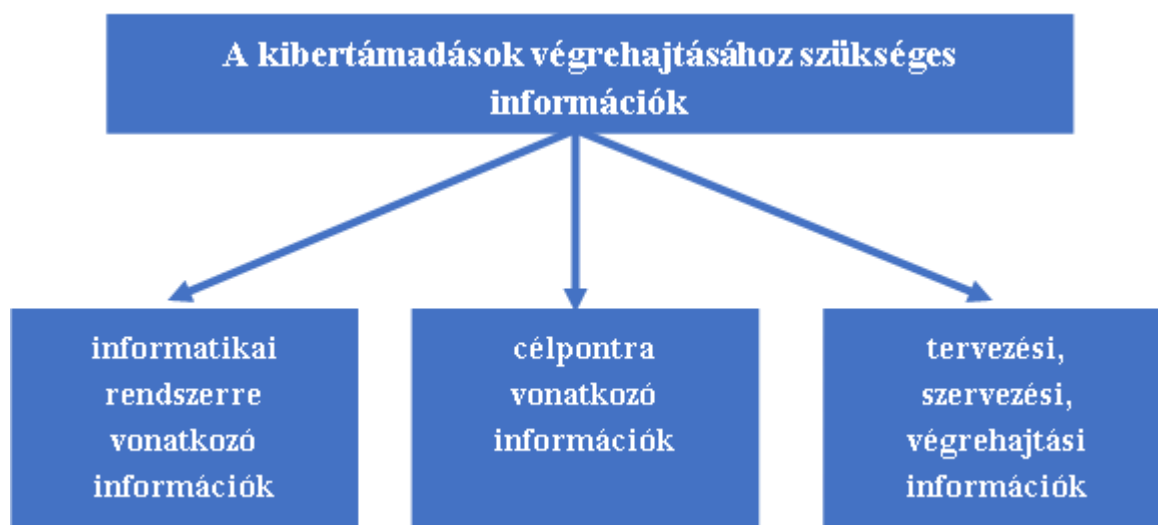 A kibertámadások végrehajtásához szükséges
információk
informatikai
rendszerre
vonatkozó
információk
célpontra
vonatkozó
információk
tervezési,
szervezési,
végrehajtási
információk